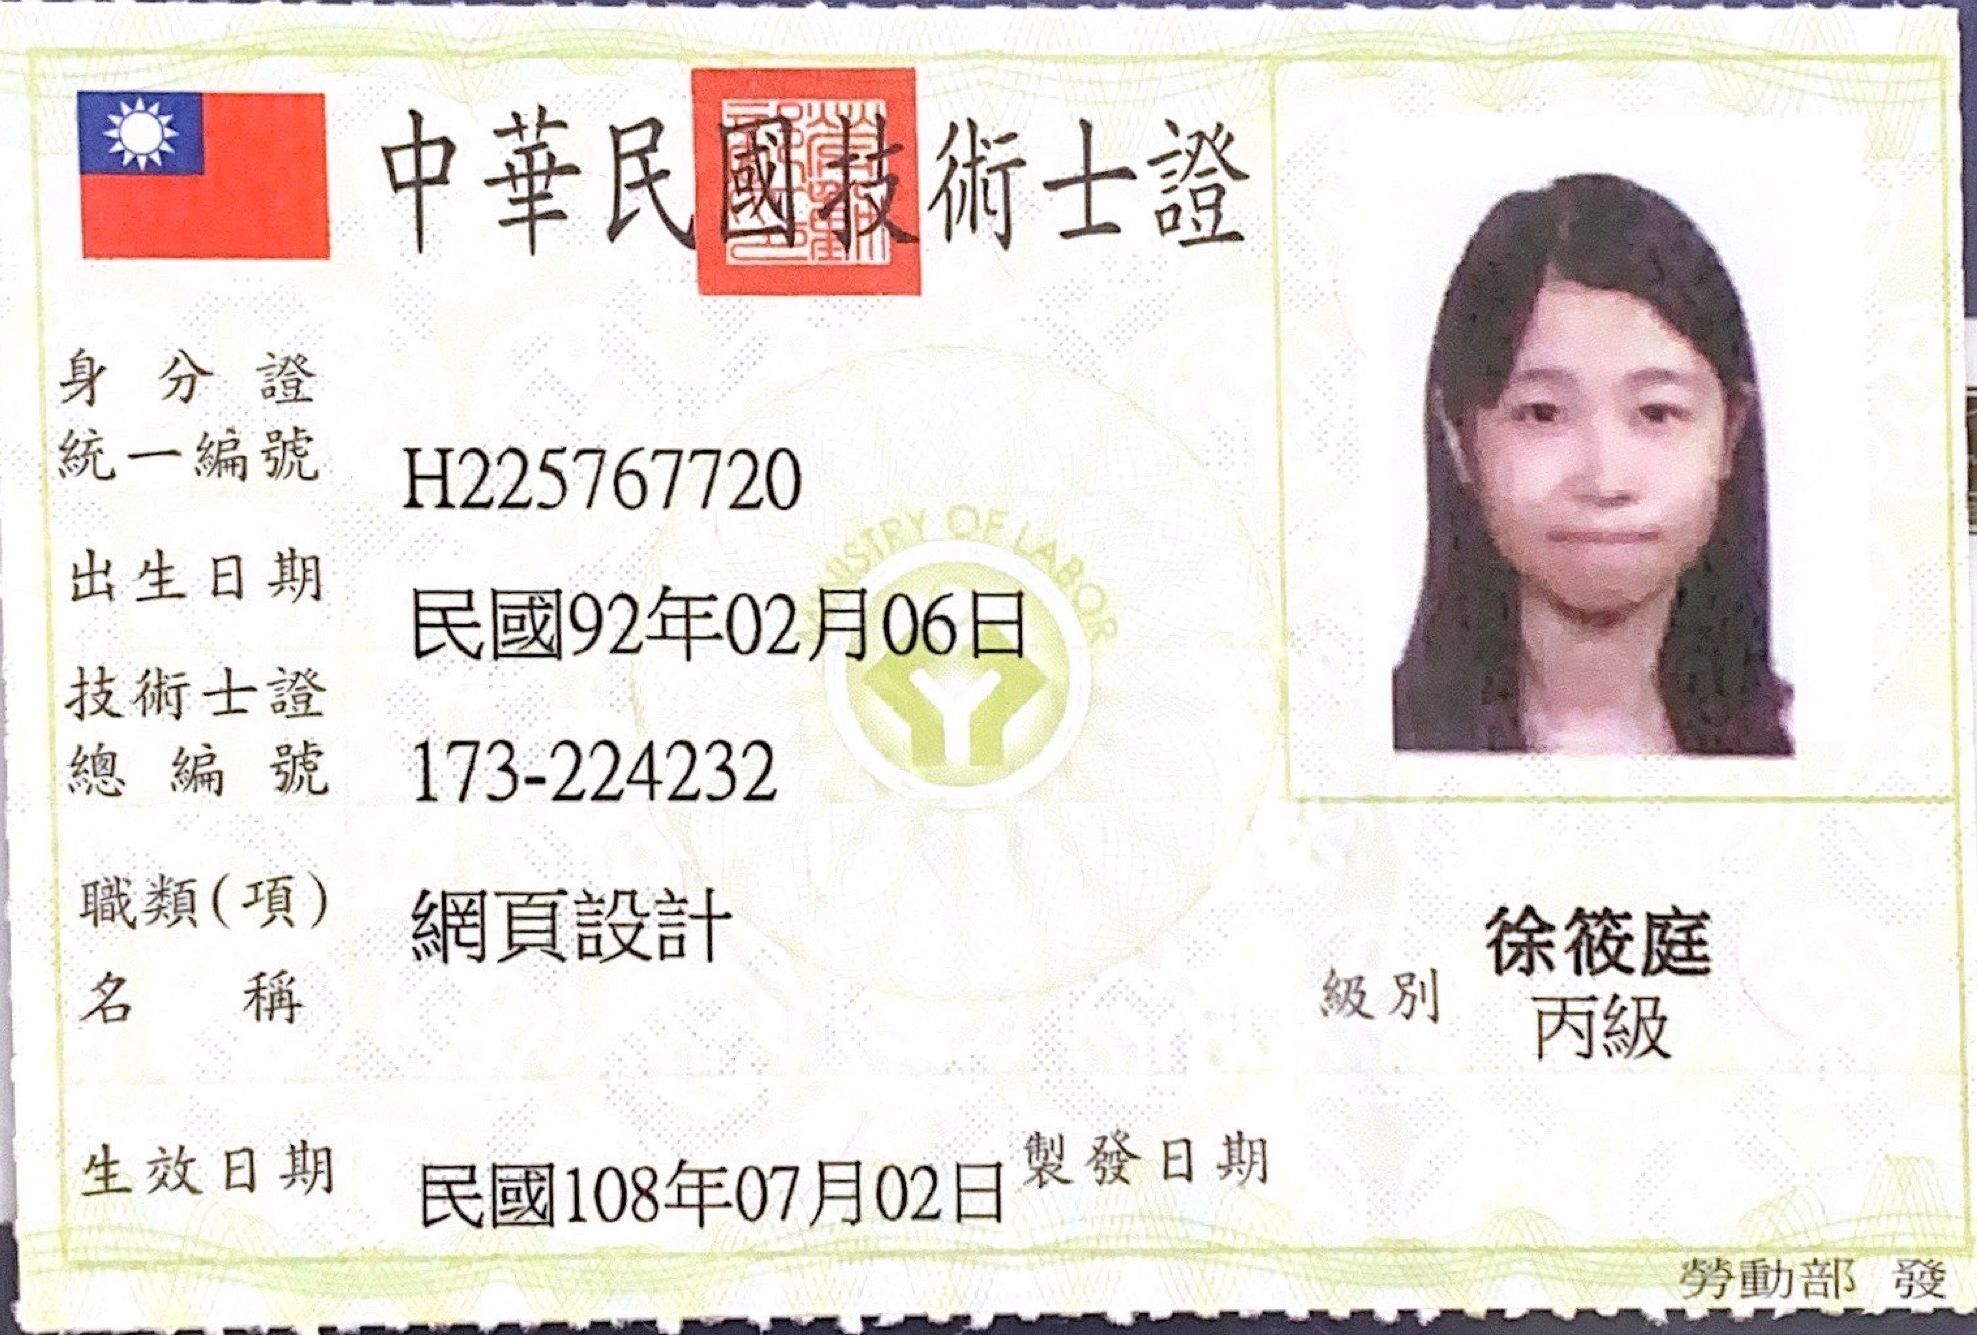 中華民國技術士證
身分證
統一編號 H225767720
出生日期 民國92年02月06日
技術士證
總編號 173-224232
職類(項) 網頁設計
名稱
徐筱庭
級別 丙級
生效日期 民國108年07月02日 製發日期
勞動部 發
MINISTRY OF LABOR